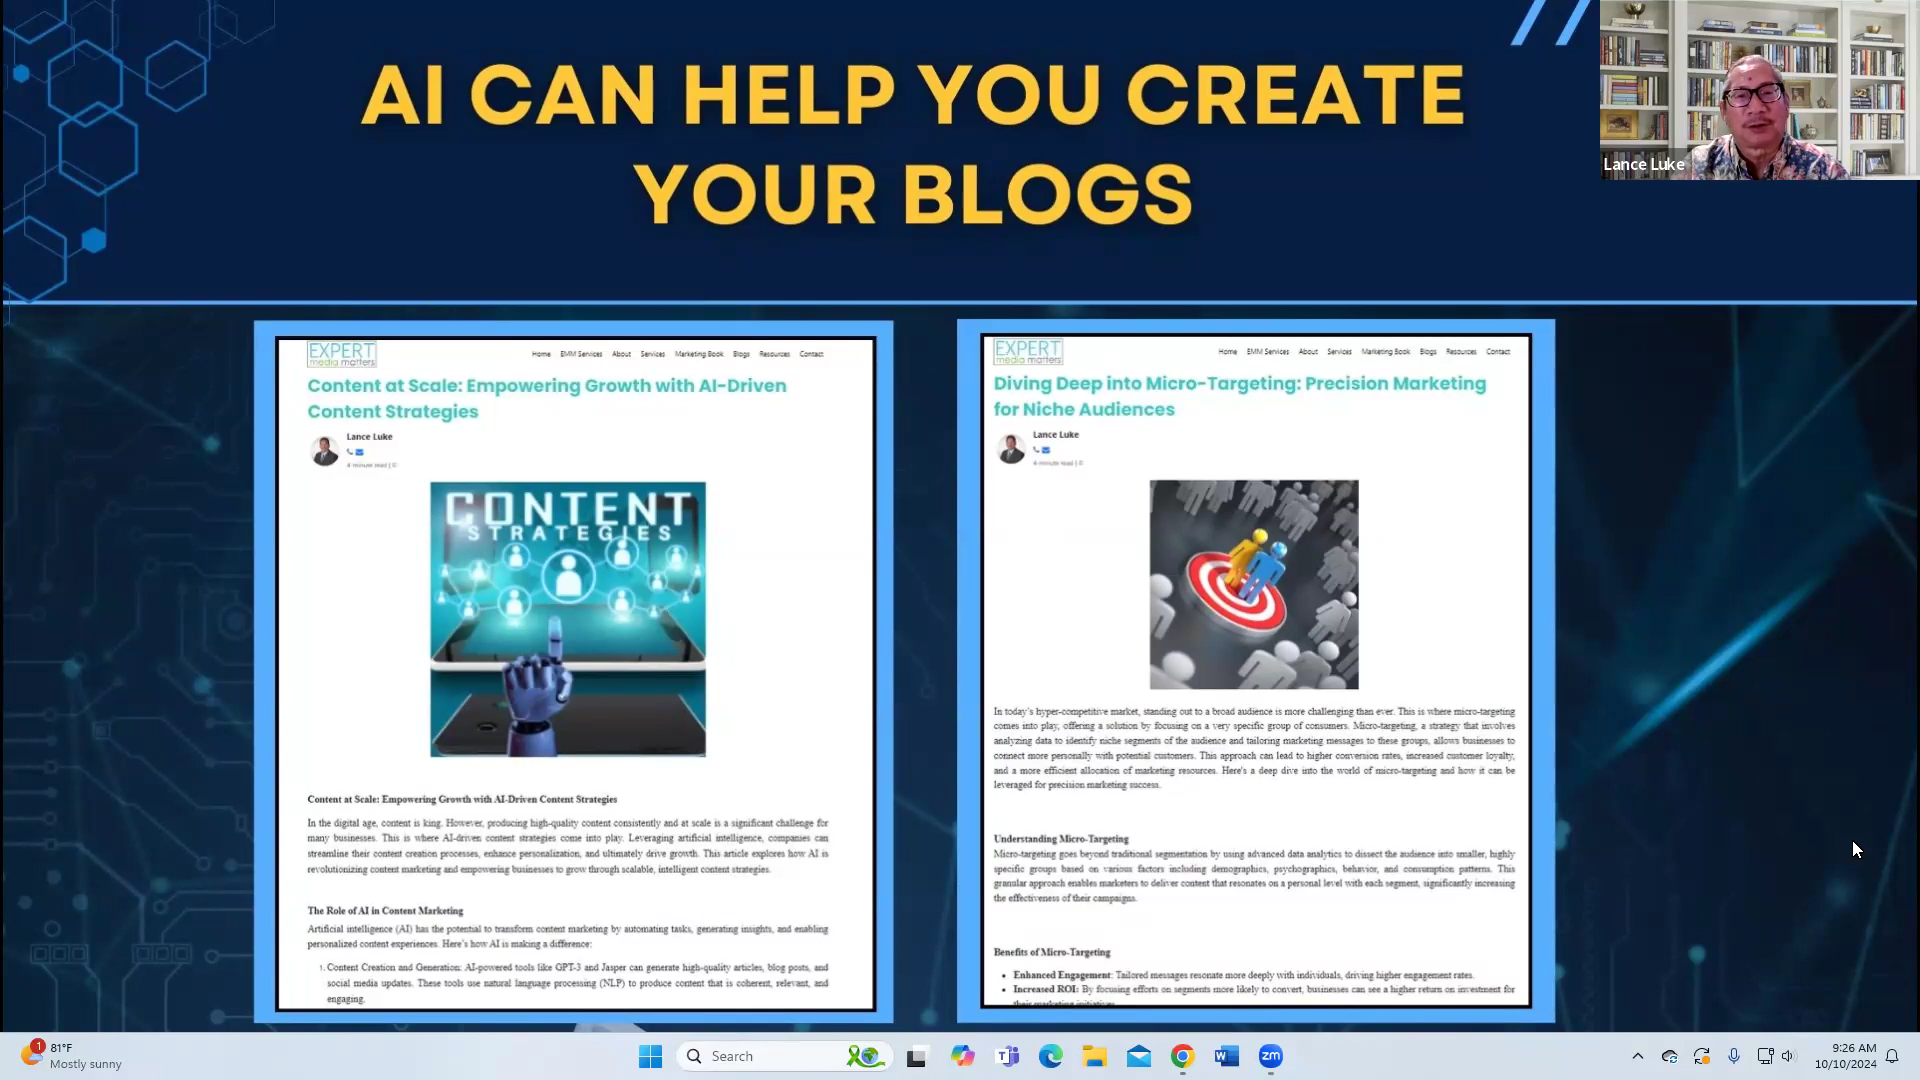 AI CAN HELP YOU CREATE
YOUR BLOGS
Lance Luke
EXPERT
media matters
Home EMM Services About Services Marketing Book Blogs Resources Contact
Content at Scale: Empowering Growth with AI-Driven
Content Strategies
Lance Luke
4 minute read |
CONTENT
STRATEGIES
Content at Scale: Empowering Growth with AI-Driven Content Strategies
In the digital age, content is king. However, producing high-quality content consistently and at scale is a significant challenge for
many businesses. This is where AI-driven content strategies come into play. Leveraging artificial intelligence, companies can
streamline their content creation processes, enhance personalization, and ultimately drive growth. This article explores how AI is
revolutionizing content marketing and empowering businesses to grow through scalable, intelligent content strategies.
The Role of AI in Content Marketing
Artificial intelligence (AI) has the potential to transform content marketing by automating tasks, generating insights, and enabling
personalized content experiences. Here's how AI is making a difference:
1. Content Creation and Generation: AI-powered tools like GPT-3 and Jasper can generate high-quality articles, blog posts, and
social media updates. These tools use natural language processing (NLP) to produce content that is coherent, relevant, and
engaging.
EXPERT
media matters
Home EMM Services About Services Marketing Book Blogs Resources Contact
Diving Deep into Micro-Targeting: Precision Marketing
for Niche Audiences
Lance Luke
4 minute read |
In today's hyper-competitive market, standing out to a broad audience is more challenging than ever. This is where micro-targeting
comes into play, offering a solution by focusing on a very specific group of consumers. Micro-targeting, a strategy that involves
analyzing data to identify niche segments of the audience and tailoring marketing messages to these groups, allows businesses to
connect more personally with potential customers. This approach can lead to higher conversion rates, increased customer loyalty,
and a more efficient allocation of marketing resources. Here's a deep dive into the world of micro-targeting and how it can be
leveraged for precision marketing success.
Understanding Micro-Targeting
Micro-targeting goes beyond traditional segmentation by using advanced data analytics to dissect the audience into smaller, highly
specific groups based on various factors including demographics, psychographics, behavior, and consumption patterns. This
granular approach enables marketers to deliver content that resonates on a personal level with each segment, significantly increasing
the effectiveness of their campaigns.
Benefits of Micro-Targeting
• Enhanced Engagement: Tailored messages resonate more deeply with individuals, driving higher engagement rates.
• Increased ROI: By focusing efforts on segments more likely to convert, businesses can see a higher return on investment for
their marketing initiatives.
1
81°F
Mostly sunny
Search
zm
9:26 AM
10/10/2024